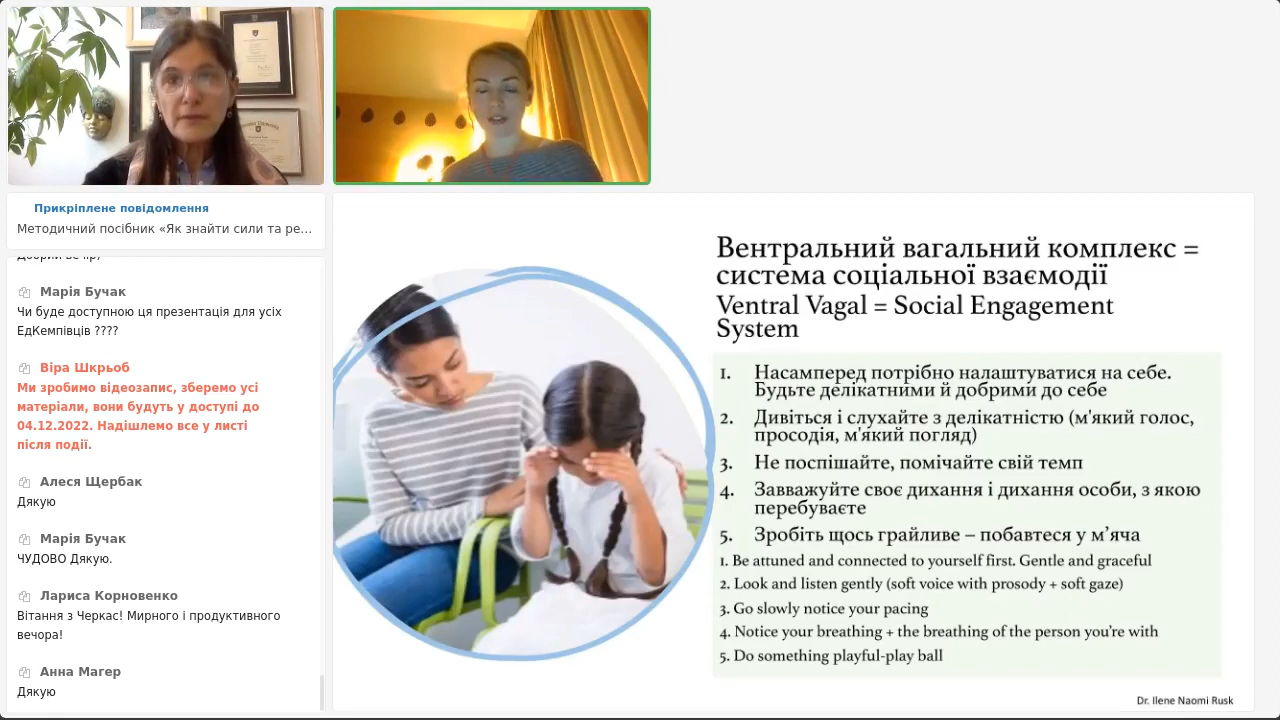 Прикріплене повідомлення
Методичний посібник «Як знайти сили та ре...
Марія Бучак
Чи буде доступною ця презентація для усіх
ЕдКемпівців ????
Віра Шкрьоб
Ми зробимо відеозапис, зберемо усі
матеріали, вони будуть у доступі до
04.12.2022. Надішлемо все у листі
після події.
Алеся Щербак
Дякую
Марія Бучак
ЧУДОВО Дякую.
Лариса Корновенко
Вітання з Черкас! Мирного і продуктивного
вечора!
Анна Магер
Дякую
Вентральний вагальний комплекс =
система соціальної взаємодії
Ventral Vagal = Social Engagement
System
1. Насамперед потрібно налаштуватися на себе.
Будьте делікатними й добрими до себе
2. Дивіться і слухайте з делікатністю (м'який голос,
просодія, м'який погляд)
3. Не поспішайте, помічайте свій темп
4. Завважуйте своє дихання і дихання особи, з якою
перебуваєте
5. Зробіть щось грайливе – побавтеся у м’яча
1. Be attuned and connected to yourself first. Gentle and graceful
2. Look and listen gently (soft voice with prosody + soft gaze)
3. Go slowly notice your pacing
4. Notice your breathing + the breathing of the person you’re with
5. Do something playful-play ball
Dr. Ilene Naomi Rusk